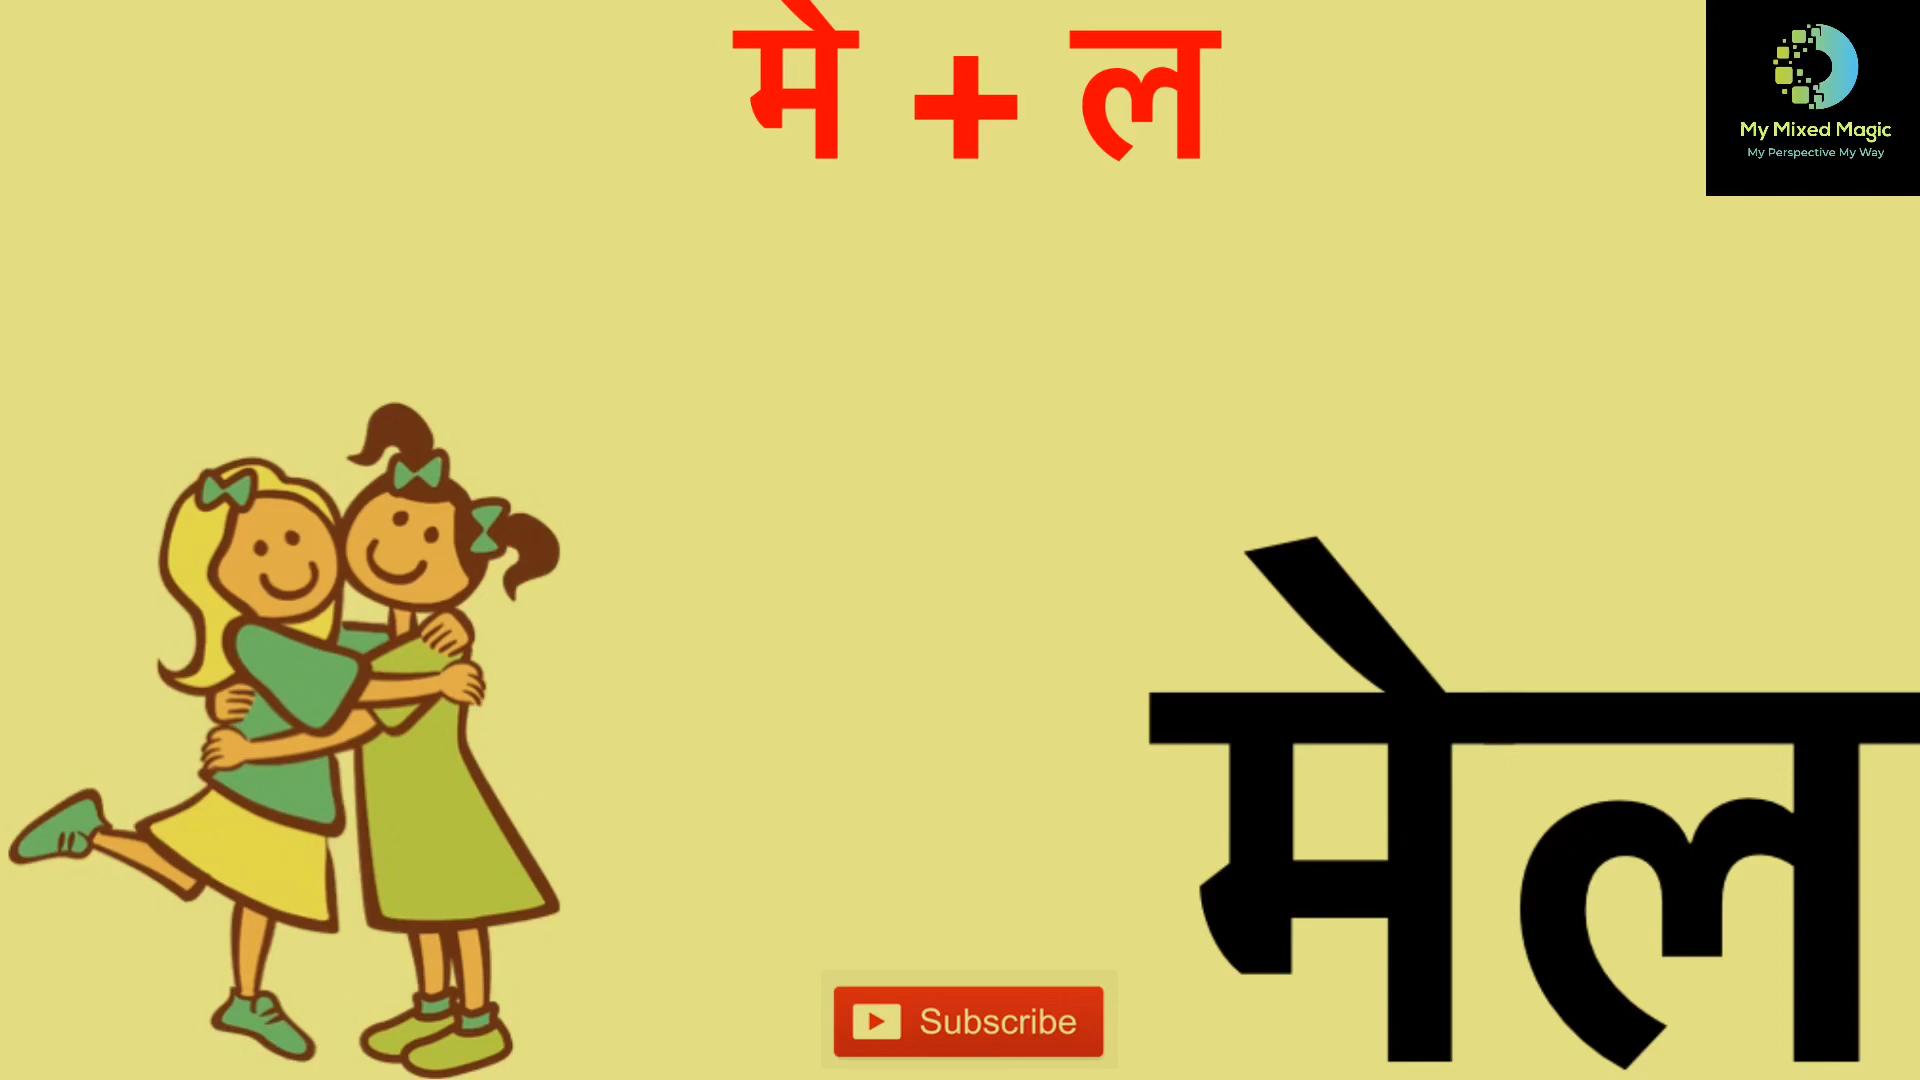 मे + ल
My Mixed Magic
My Perspective My Way
मेल
Subscribe